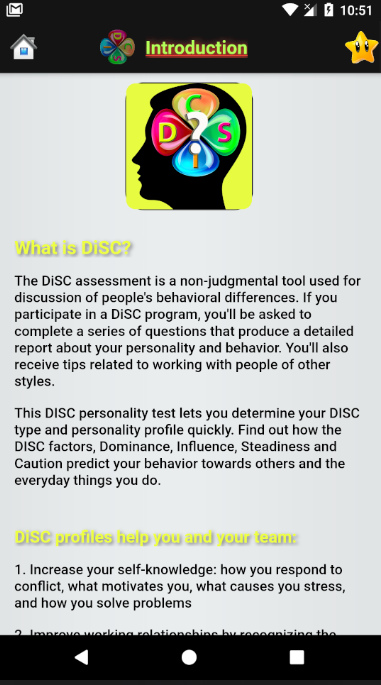 10:51
Introduction
C
D S
I
What is DiSC?
The DiSC assessment is a non-judgmental tool used for
discussion of people's behavioral differences. If you
participate in a DiSC program, you'll be asked to
complete a series of questions that produce a detailed
report about your personality and behavior. You'll also
receive tips related to working with people of other
styles.
This DISC personality test lets you determine your DISC
type and personality profile quickly. Find out how the
DISC factors, Dominance, Influence, Steadiness and
Caution predict your behavior towards others and the
everyday things you do.
DiSC profiles help you and your team:
1. Increase your self-knowledge: how you respond to
conflict, what motivates you, what causes you stress,
and how you solve problems
2. Improve working relationships by recognizing the